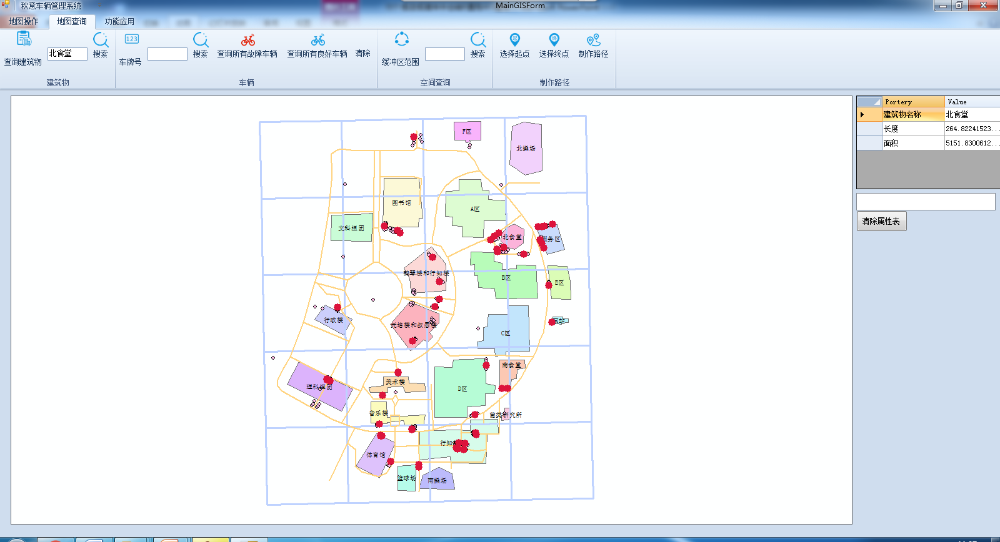 秋意车辆管理系统
MainGISForm
地图操作 地图查询 功能应用
查询建筑物 北食堂 搜索
123
车牌号 搜索 查询所有故障车辆 查询所有良好车辆 清除
缓冲区范围 搜索
起 选择起点 终 选择终点 制作路径
建筑物 车辆 空间查询 制作路径
Portery Value
建筑物名称 北食堂
长度 264.82241523...
面积 5151.8300612...
清除属性表
F区
北操场
图书馆
A区
文科组团
北食堂
服务区
鹤琴楼和行知楼
B区
E区
行政楼
元培楼和叔愚楼
C区
南食堂
理科组团
美术楼
D区
音乐楼
菌类研究所
行知
体育馆
篮球场
南操场